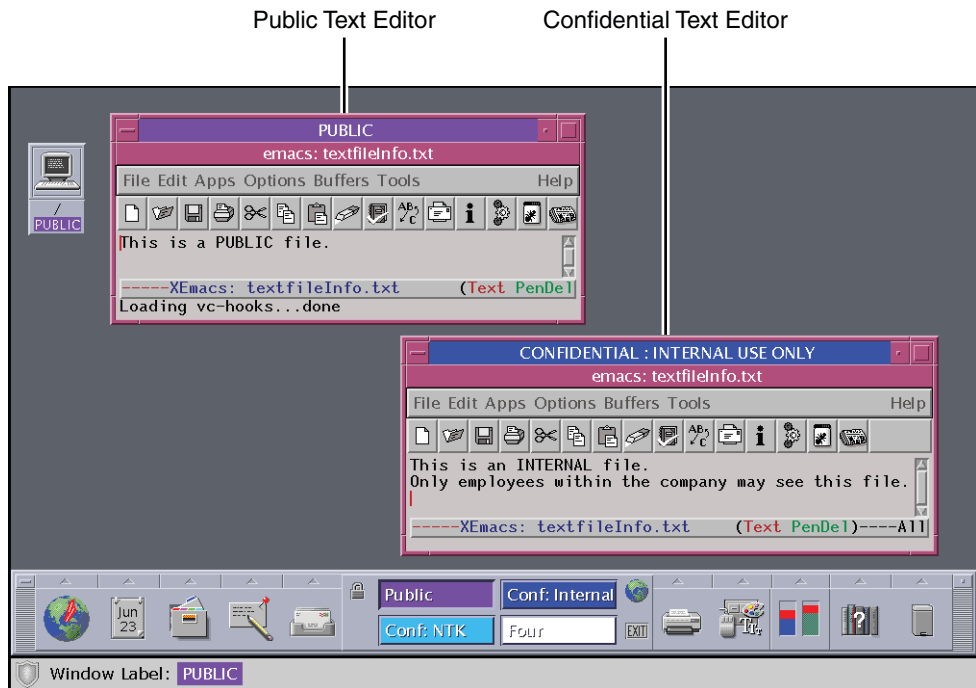 Public Text Editor
Confidential Text Editor
PUBLIC
emacs: textfileInfo.txt
File Edit Apps Options Buffers Tools Help
AB
C
/
PUBLIC
This is a PUBLIC file.
-----XEmacs: textfileInfo.txt (Text PenDel
Loading vc-hooks...done
CONFIDENTIAL : INTERNAL USE ONLY
emacs: textfileInfo.txt
File Edit Apps Options Buffers Tools Help
AB
C
This is an INTERNAL file.
Only employees within the company may see this file.
-----XEmacs: textfileInfo.txt (Text PenDel)----All
Jun
23
Public
Conf: Internal
Conf: NTK
Four
EXIT
TTT
?
Window Label: PUBLIC